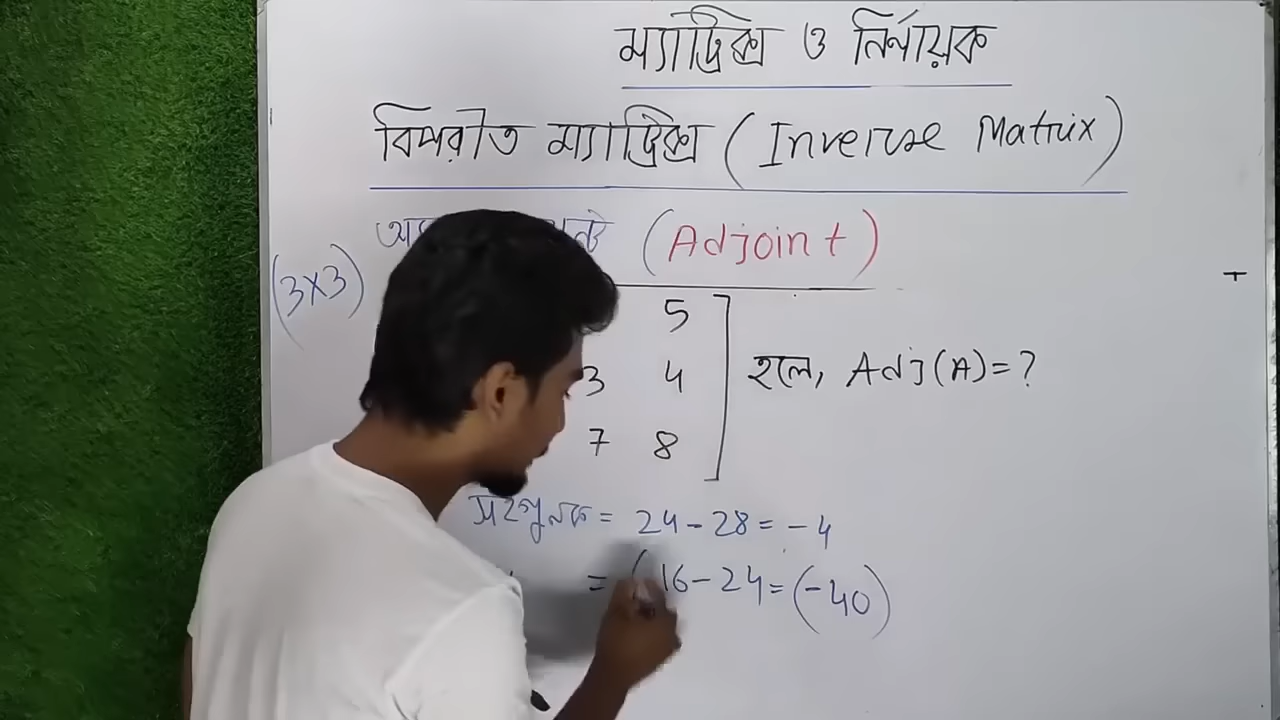 ম্যাট্রিক্স ও নির্ণায়ক
বিপরীত ম্যাট্রিক্স (Inverse Matrix)
(Adjoint)
(3×3)
5
3 4
7 8
হলে, Adj(A)=?
সহগুনক = 24-28=-4
= (16-24=(-40)